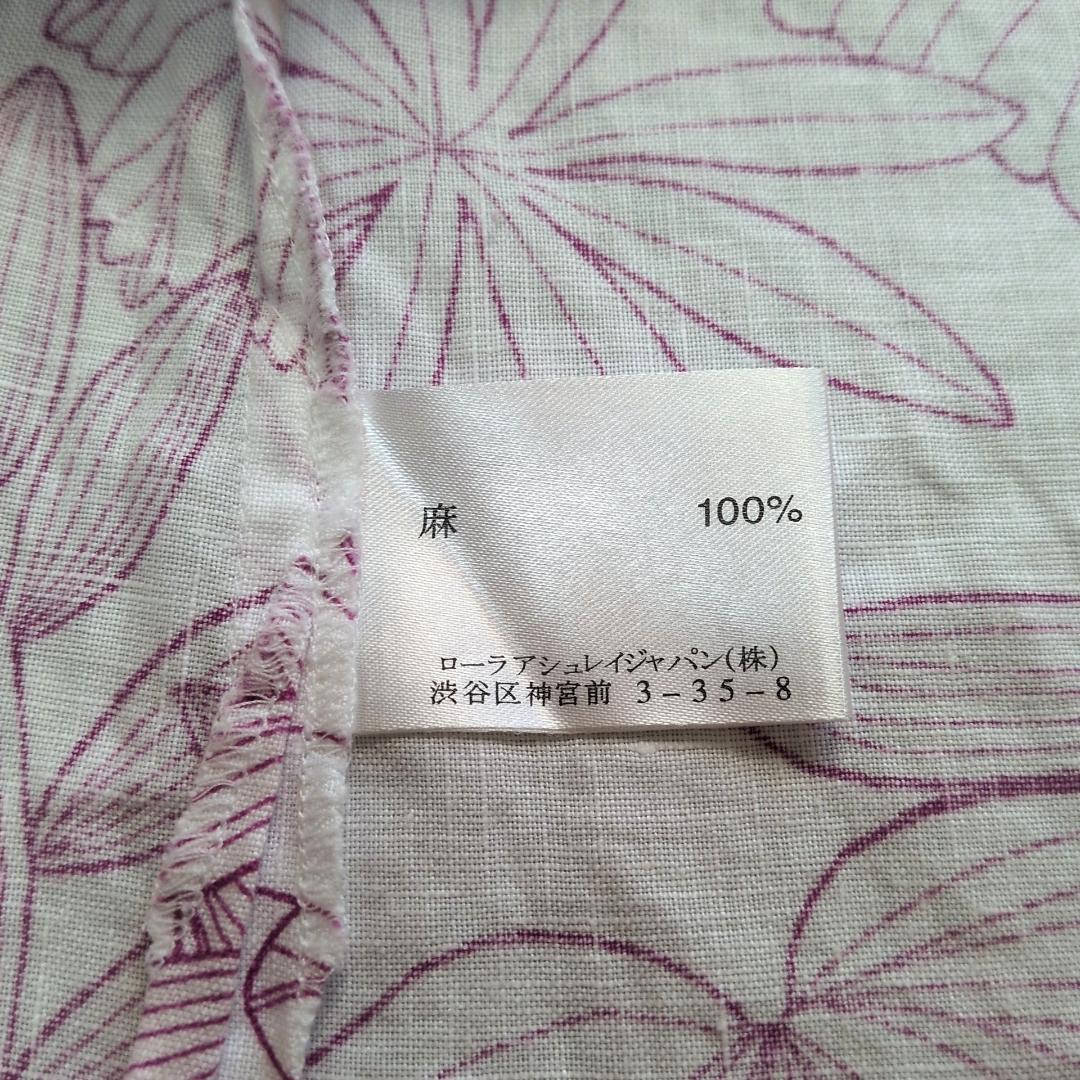 麻 100%
ローラアシュレイジャパン(株)
渋谷区神宮前 3-35-8